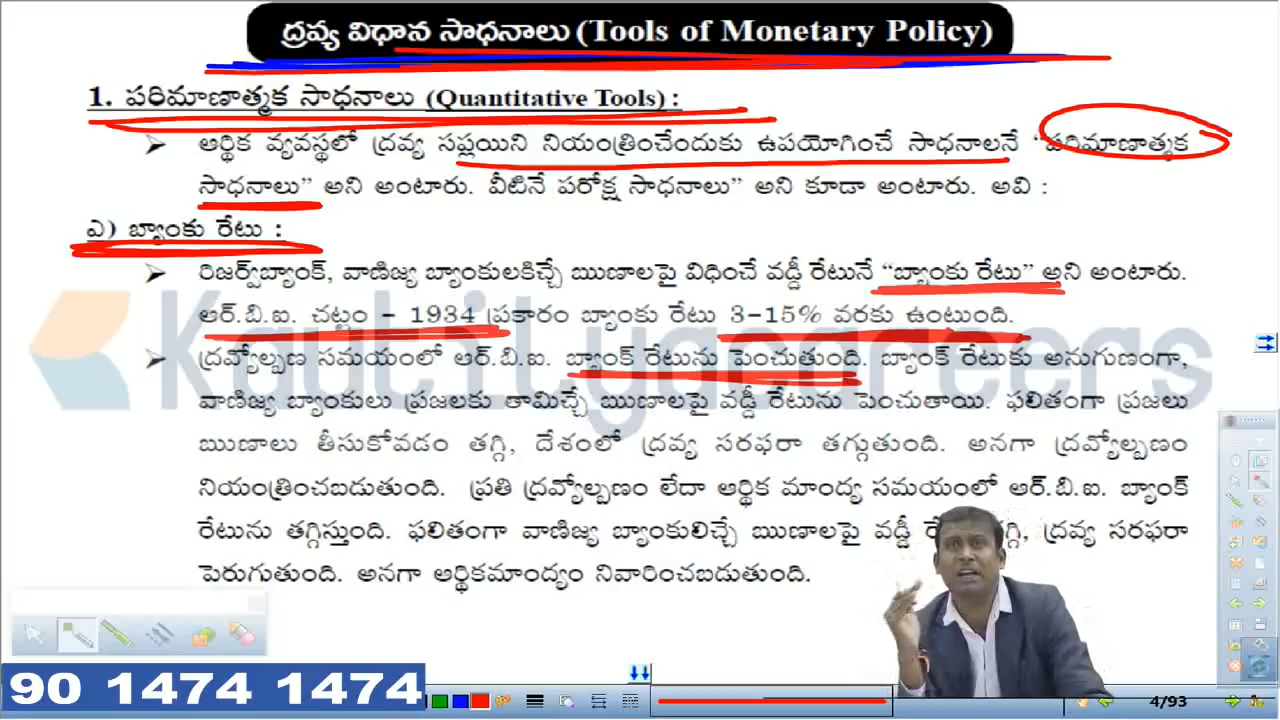 ద్రవ్య విధాన సాధనాలు (Tools of Monetary Policy)
1. పరిమాణాత్మక సాధనాలు (Quantitative Tools) :
➢ ఆర్థిక వ్యవస్థలో ద్రవ్య సప్లయిని నియంత్రించేందుకు ఉపయోగించే సాధనాలనే “పరిమాణాత్మక
సాధనాలు” అని అంటారు. వీటినే పరోక్ష సాధనాలు” అని కూడా అంటారు. అవి :
ఎ) బ్యాంకు రేటు :
➢ రిజర్వ్‌బ్యాంక్, వాణిజ్య బ్యాంకులకిచ్చే ఋణాలపై విధించే వడ్డీ రేటునే “బ్యాంకు రేటు” అని అంటారు.
ఆర్.బి.ఐ. చట్టం - 1934 ప్రకారం బ్యాంకు రేటు 3-15% వరకు ఉంటుంది.
➢ ద్రవ్యోల్బణ సమయంలో ఆర్.బి.ఐ. బ్యాంక్ రేటును పెంచుతుంది. బ్యాంక్ రేటుకు అనుగుణంగా,
వాణిజ్య బ్యాంకులు ప్రజలకు తామిచ్చే ఋణాలపై వడ్డీ రేటును పెంచుతాయి. ఫలితంగా ప్రజలు
ఋణాలు తీసుకోవడం తగ్గి, దేశంలో ద్రవ్య సరఫరా తగ్గుతుంది. అనగా ద్రవ్యోల్బణం
నియంత్రించబడుతుంది. ప్రతి ద్రవ్యోల్బణం లేదా ఆర్థిక మాంద్య సమయంలో ఆర్.బి.ఐ. బ్యాంక్
రేటును తగ్గిస్తుంది. ఫలితంగా వాణిజ్య బ్యాంకులిచ్చే ఋణాలపై వడ్డీ ద్రవ్య సరఫరా
పెరుగుతుంది. అనగా ఆర్థికమాంద్యం నివారించబడుతుంది.
90 1474 1474
4/93